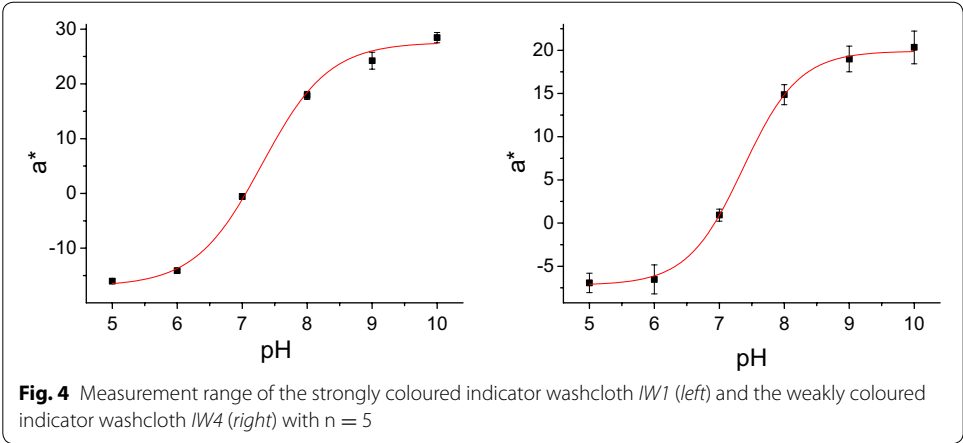 30
20
10
0
-10
a*
5 6 7 8 9 10
pH
20
15
10
5
0
-5
a*
5 6 7 8 9 10
pH
Fig. 4 Measurement range of the strongly coloured indicator washcloth IW1 (left) and the weakly coloured
indicator washcloth IW4 (right) with n = 5